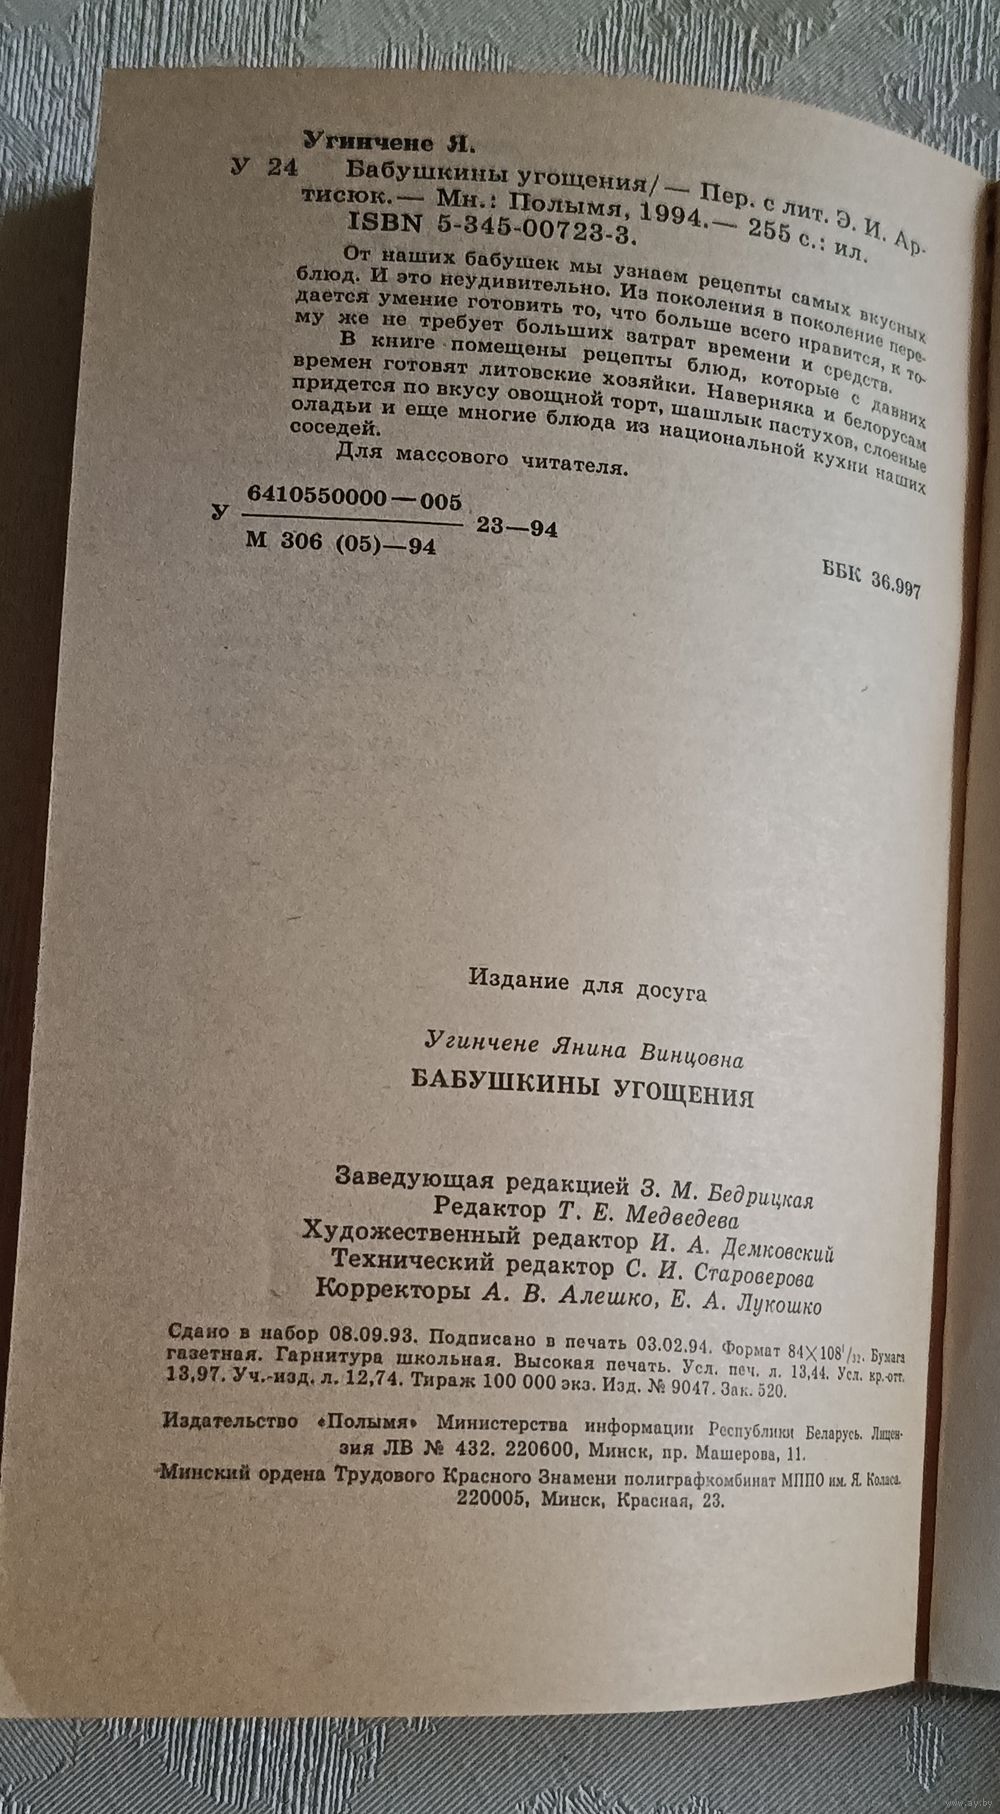 Угинчене Я.
У 24 Бабушкины угощения/ — Пер. с лит. Э. И. Ар-
тисюк.— Мн.: Полымя, 1994.— 255 с.: ил.
ISBN 5-345-00723-3.
От наших бабушек мы узнаем рецепты самых вкусных
блюд. И это неудивительно. Из поколения в поколение пере-
дается умение готовить то, что больше всего нравится, к то-
му же не требует больших затрат времени и средств.
В книге помещены рецепты блюд, которые с давних
времен готовят литовские хозяйки. Наверняка и белорусам
придется по вкусу овощной торт, шашлык пастухов, слоеные
оладьи и еще многие блюда из национальной кухни наших
соседей.
Для массового читателя.
У 6410550000—005
М 306 (05)—94
23—94
ББК 36.997
Издание для досуга
Угинчене Янина Винцовна
БАБУШКИНЫ УГОЩЕНИЯ
Заведующая редакцией З. М. Бедрицкая
Редактор Т. Е. Медведева
Художественный редактор И. А. Демковский
Технический редактор С. И. Староверова
Корректоры А. В. Алешко, Е. А. Лукошко
Сдано в набор 08.09.93. Подписано в печать 03.02.94. Формат 84×108¹/₃₂. Бумага
газетная. Гарнитура школьная. Высокая печать. Усл. печ. л. 13,44. Усл. кр.-отт.
13,97. Уч.-изд. л. 12,74. Тираж 100 000 экз. Изд. № 9047. Зак. 520.
Издательство «Полымя» Министерства информации Республики Беларусь. Лицен-
зия ЛВ № 432. 220600, Минск, пр. Машерова, 11.
Минский ордена Трудового Красного Знамени полиграфкомбинат МППО им. Я. Коласа.
220005, Минск, Красная, 23.
www.ay.by